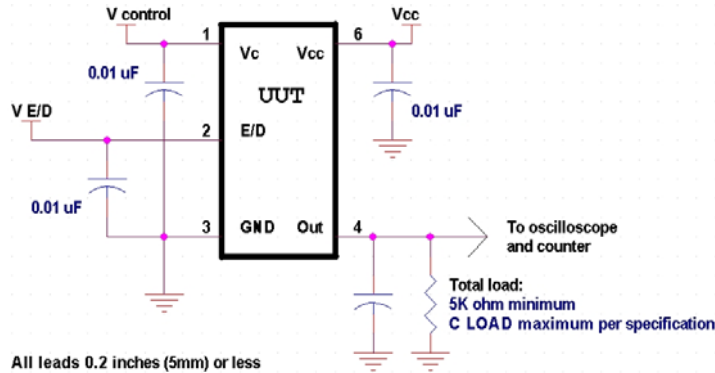 V control
1
6
Vcc
Vc
Vcc
0.01 uF
UUT
0.01 uF
V E/D
2
E/D
0.01 uF
3
GND
Out
4
To oscilloscope
and counter
Total load:
5K ohm minimum
C LOAD maximum per specification
All leads 0.2 inches (5mm) or less